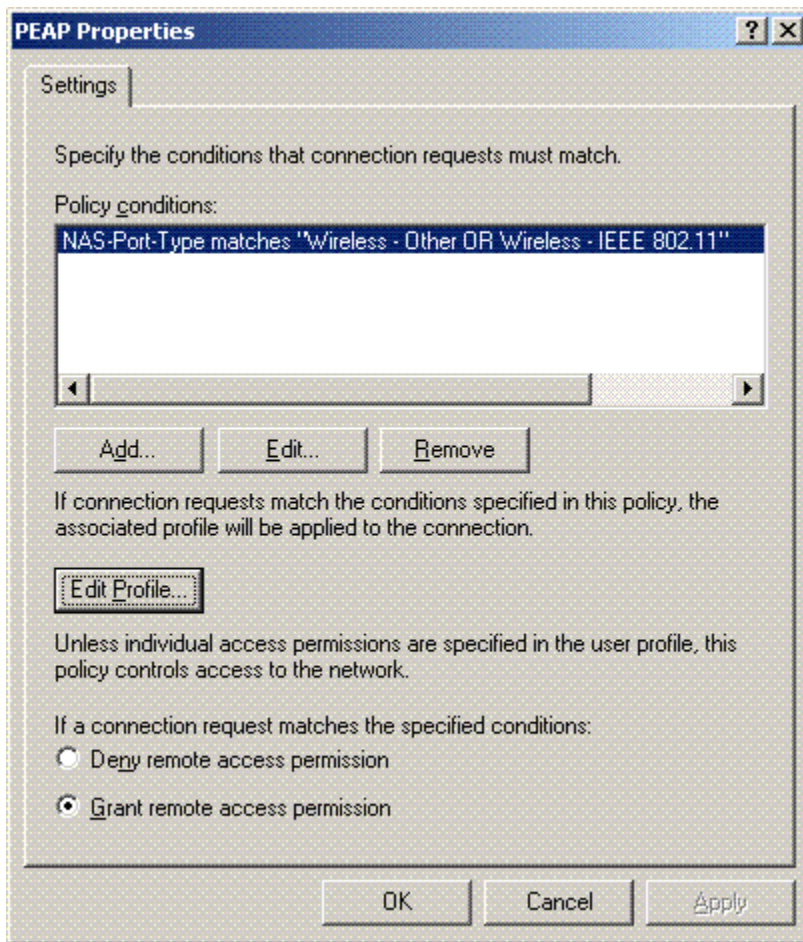 PEAP Properties
Settings
Specify the conditions that connection requests must match.
Policy conditions:
NAS-Port-Type matches "Wireless - Other OR Wireless - IEEE 802.11"
Add... Edit... Remove
If connection requests match the conditions specified in this policy, the
associated profile will be applied to the connection.
Edit Profile...
Unless individual access permissions are specified in the user profile, this
policy controls access to the network.
If a connection request matches the specified conditions:
Deny remote access permission
Grant remote access permission
OK Cancel Apply